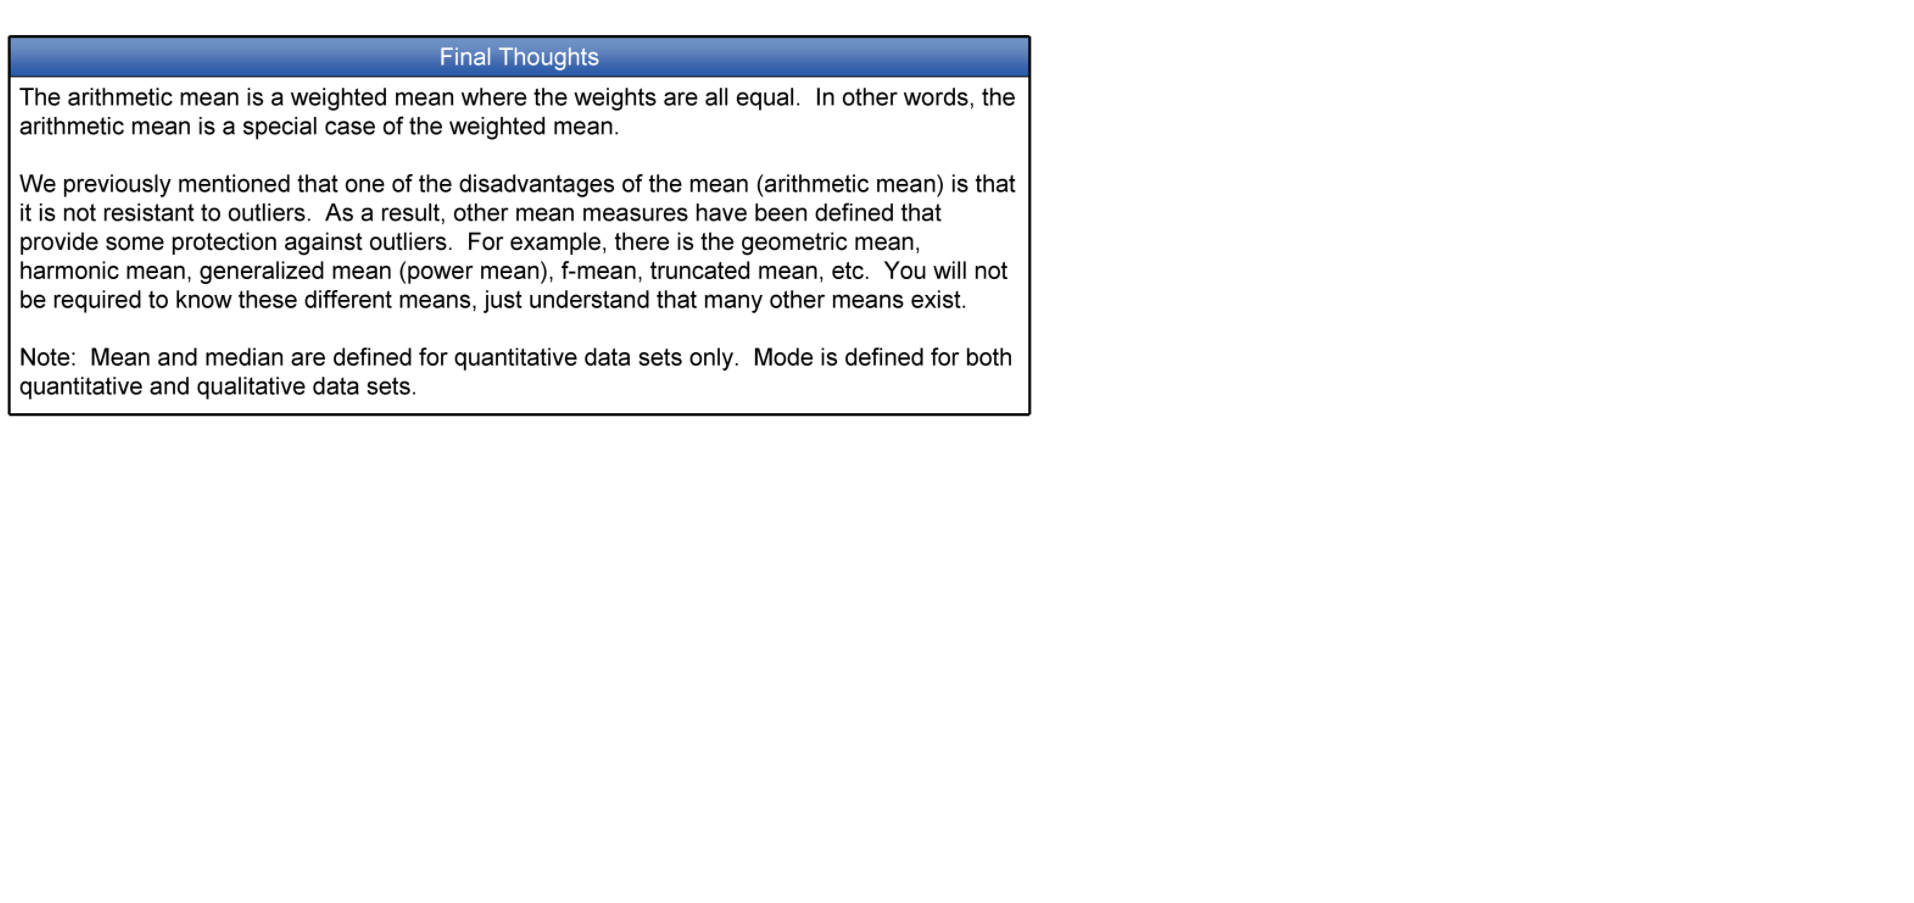 Final Thoughts
The arithmetic mean is a weighted mean where the weights are all equal.  In other words, the
arithmetic mean is a special case of the weighted mean.
We previously mentioned that one of the disadvantages of the mean (arithmetic mean) is that
it is not resistant to outliers.  As a result, other mean measures have been defined that
provide some protection against outliers.  For example, there is the geometric mean,
harmonic mean, generalized mean (power mean), f-mean, truncated mean, etc.  You will not
be required to know these different means, just understand that many other means exist.
Note:  Mean and median are defined for quantitative data sets only.  Mode is defined for both
quantitative and qualitative data sets.